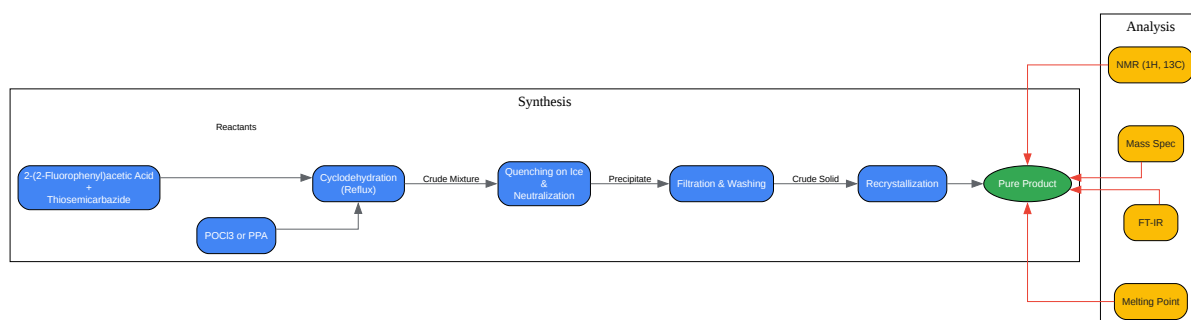 Analysis
NMR (1H, 13C)
Synthesis
Reactants
Mass Spec
2-(2-Fluorophenyl)acetic Acid
+
Thiosemicarbazide
Cyclodehydration
(Reflux)
Crude Mixture
Quenching on Ice
&
Neutralization
Precipitate
Filtration & Washing
Crude Solid
Recrystallization
Pure Product
POCl3 or PPA
FT-IR
Melting Point